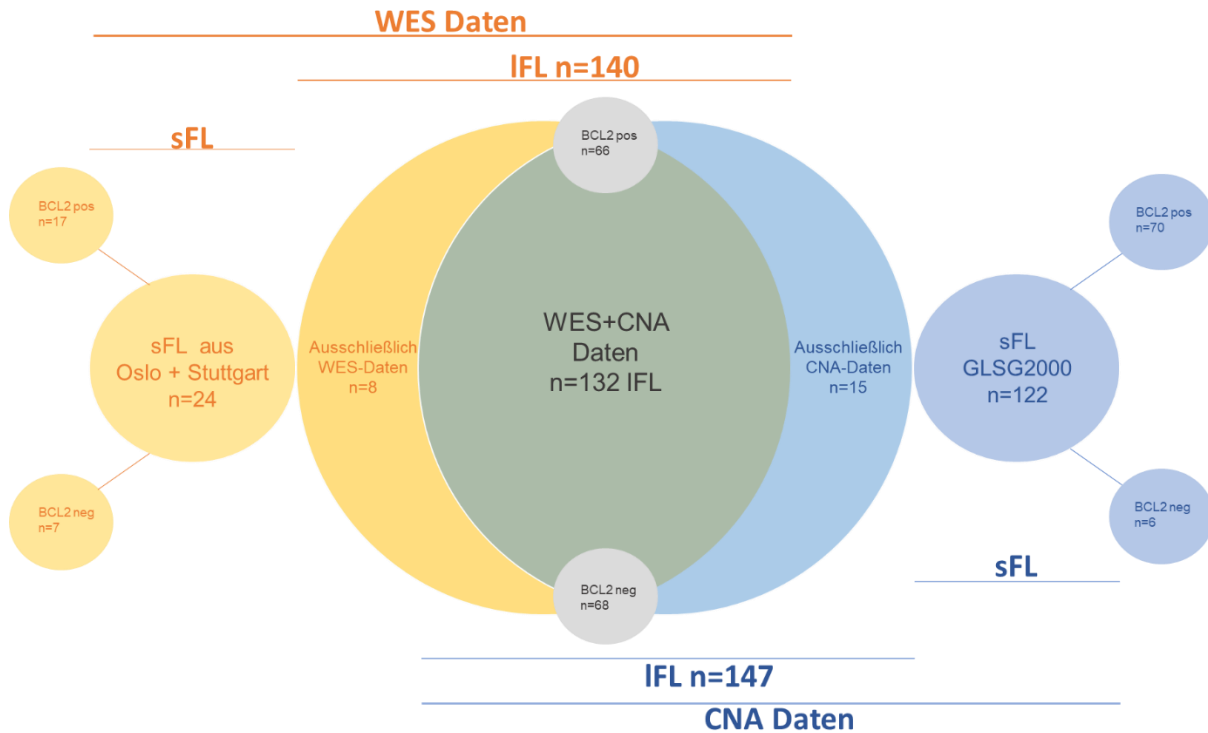 WES Daten
lFL n=140
sFL
BCL2 pos
n=66
BCL2 pos
n=17
BCL2 pos
n=70
sFL aus
Oslo + Stuttgart
n=24
Ausschließlich
WES-Daten
n=8
WES+CNA
Daten
n=132 lFL
Ausschließlich
CNA-Daten
n=15
sFL
GLSG2000
n=122
BCL2 neg
n=7
BCL2 neg
n=6
BCL2 neg
n=68
sFL
lFL n=147
CNA Daten